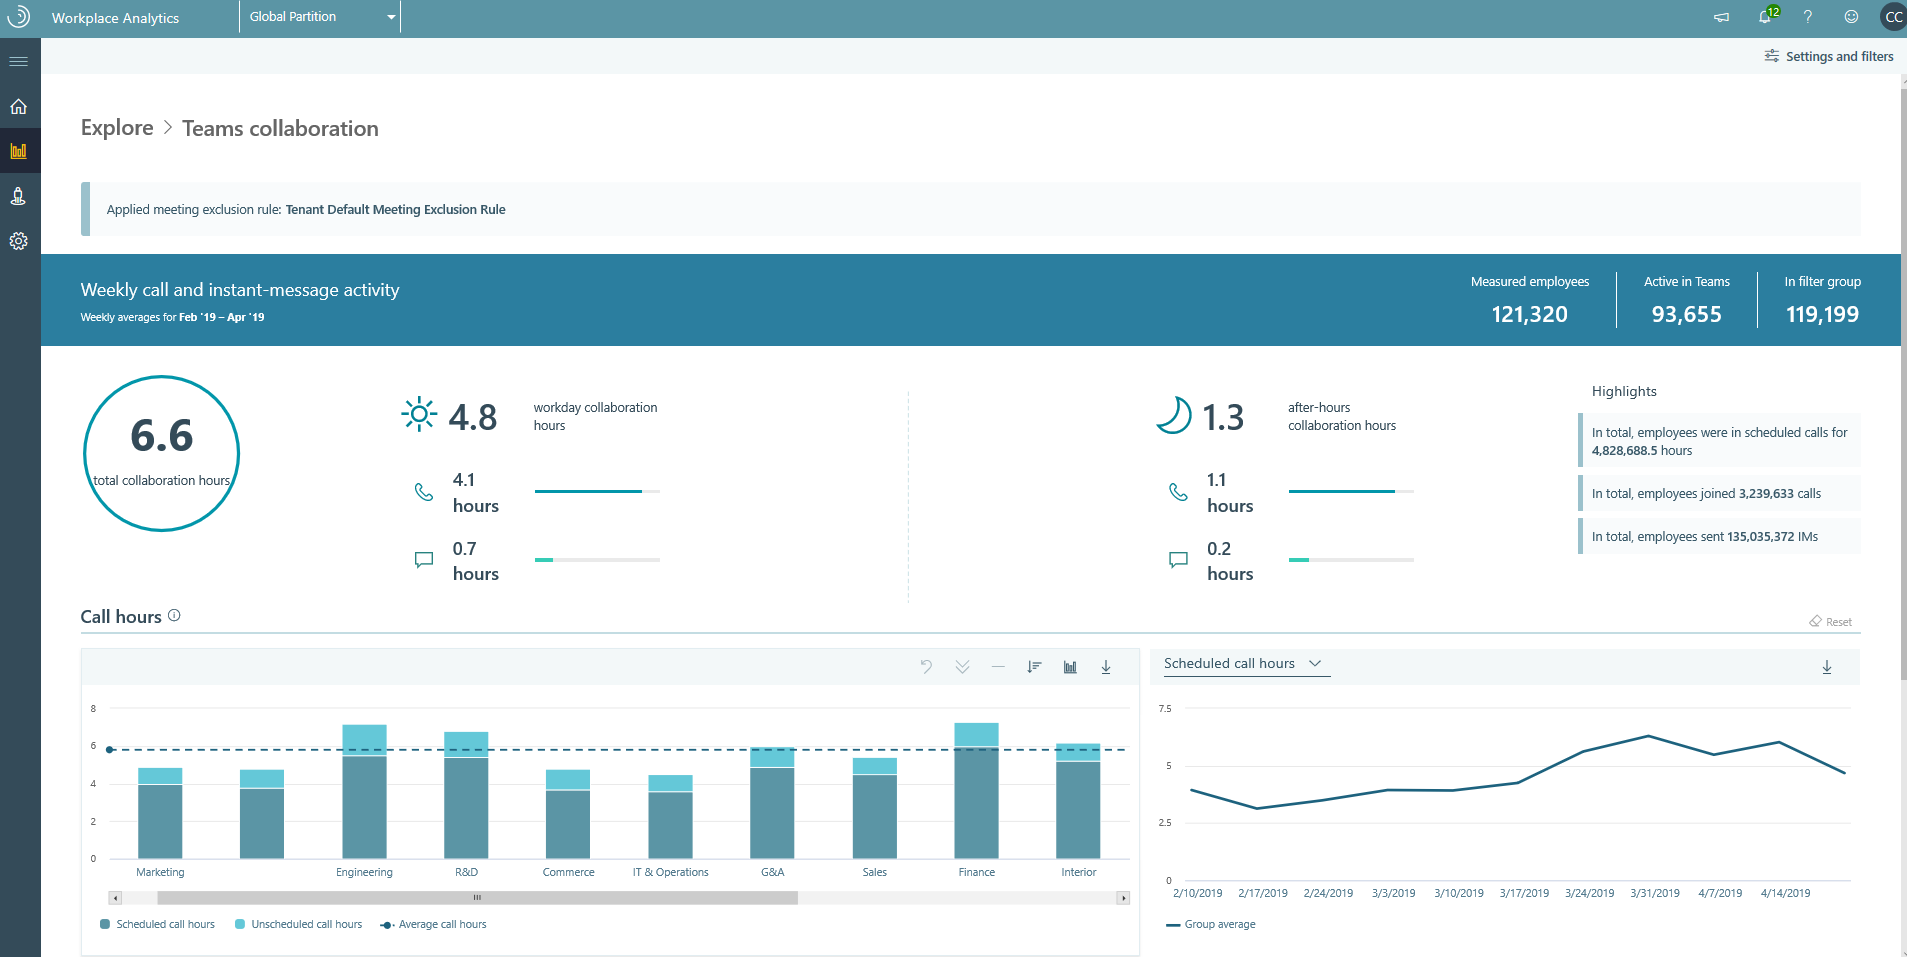 Workplace Analytics
Global Partition
12
?
CC
Settings and filters
Explore > Teams collaboration
Applied meeting exclusion rule: Tenant Default Meeting Exclusion Rule
Weekly call and instant-message activity
Weekly averages for Feb '19 – Apr '19
Measured employees
121,320
Active in Teams
93,655
In filter group
119,199
6.6
total collaboration hours
4.8
workday collaboration
hours
4.1
hours
0.7
hours
1.3
after-hours
collaboration hours
1.1
hours
0.2
hours
Highlights
In total, employees were in scheduled calls for
4,828,688.5 hours
In total, employees joined 3,239,633 calls
In total, employees sent 135,035,372 IMs
Call hours
Reset
8
6
4
2
0
Marketing
Engineering
R&D
Commerce
IT & Operations
G&A
Sales
Finance
Interior
Scheduled call hours
Unscheduled call hours
Average call hours
Scheduled call hours
7.5
5
2.5
0
2/10/2019
2/17/2019
2/24/2019
3/3/2019
3/10/2019
3/17/2019
3/24/2019
3/31/2019
4/7/2019
4/14/2019
Group average